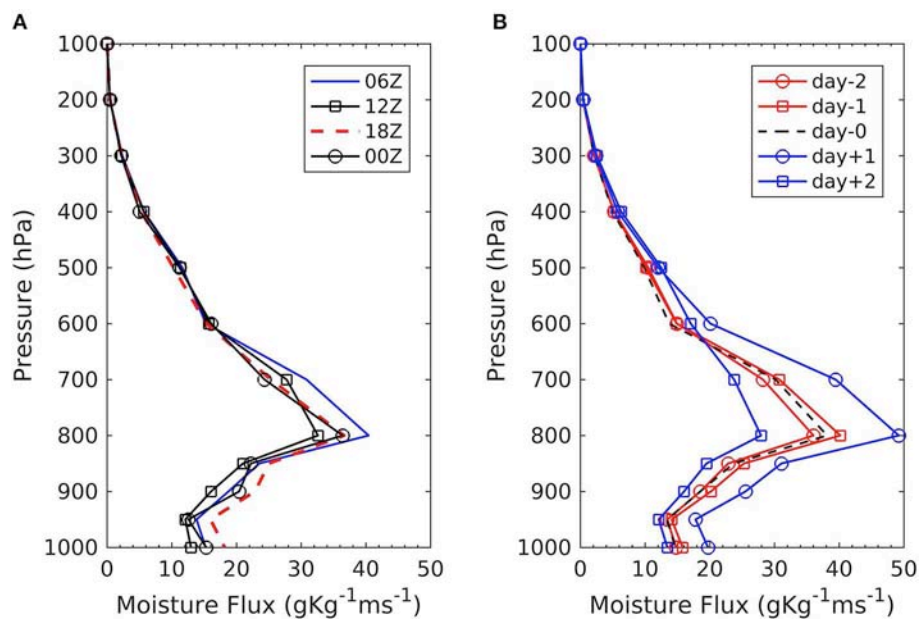 A
B
100
200
300
400
500
600
700
800
900
1000
Pressure (hPa)
0 10 20 30 40 50
Moisture Flux (gKg⁻¹ms⁻¹)
06Z
12Z
18Z
00Z
100
200
300
400
500
600
700
800
900
1000
Pressure (hPa)
0 10 20 30 40 50
Moisture Flux (gKg⁻¹ms⁻¹)
day-2
day-1
day-0
day+1
day+2